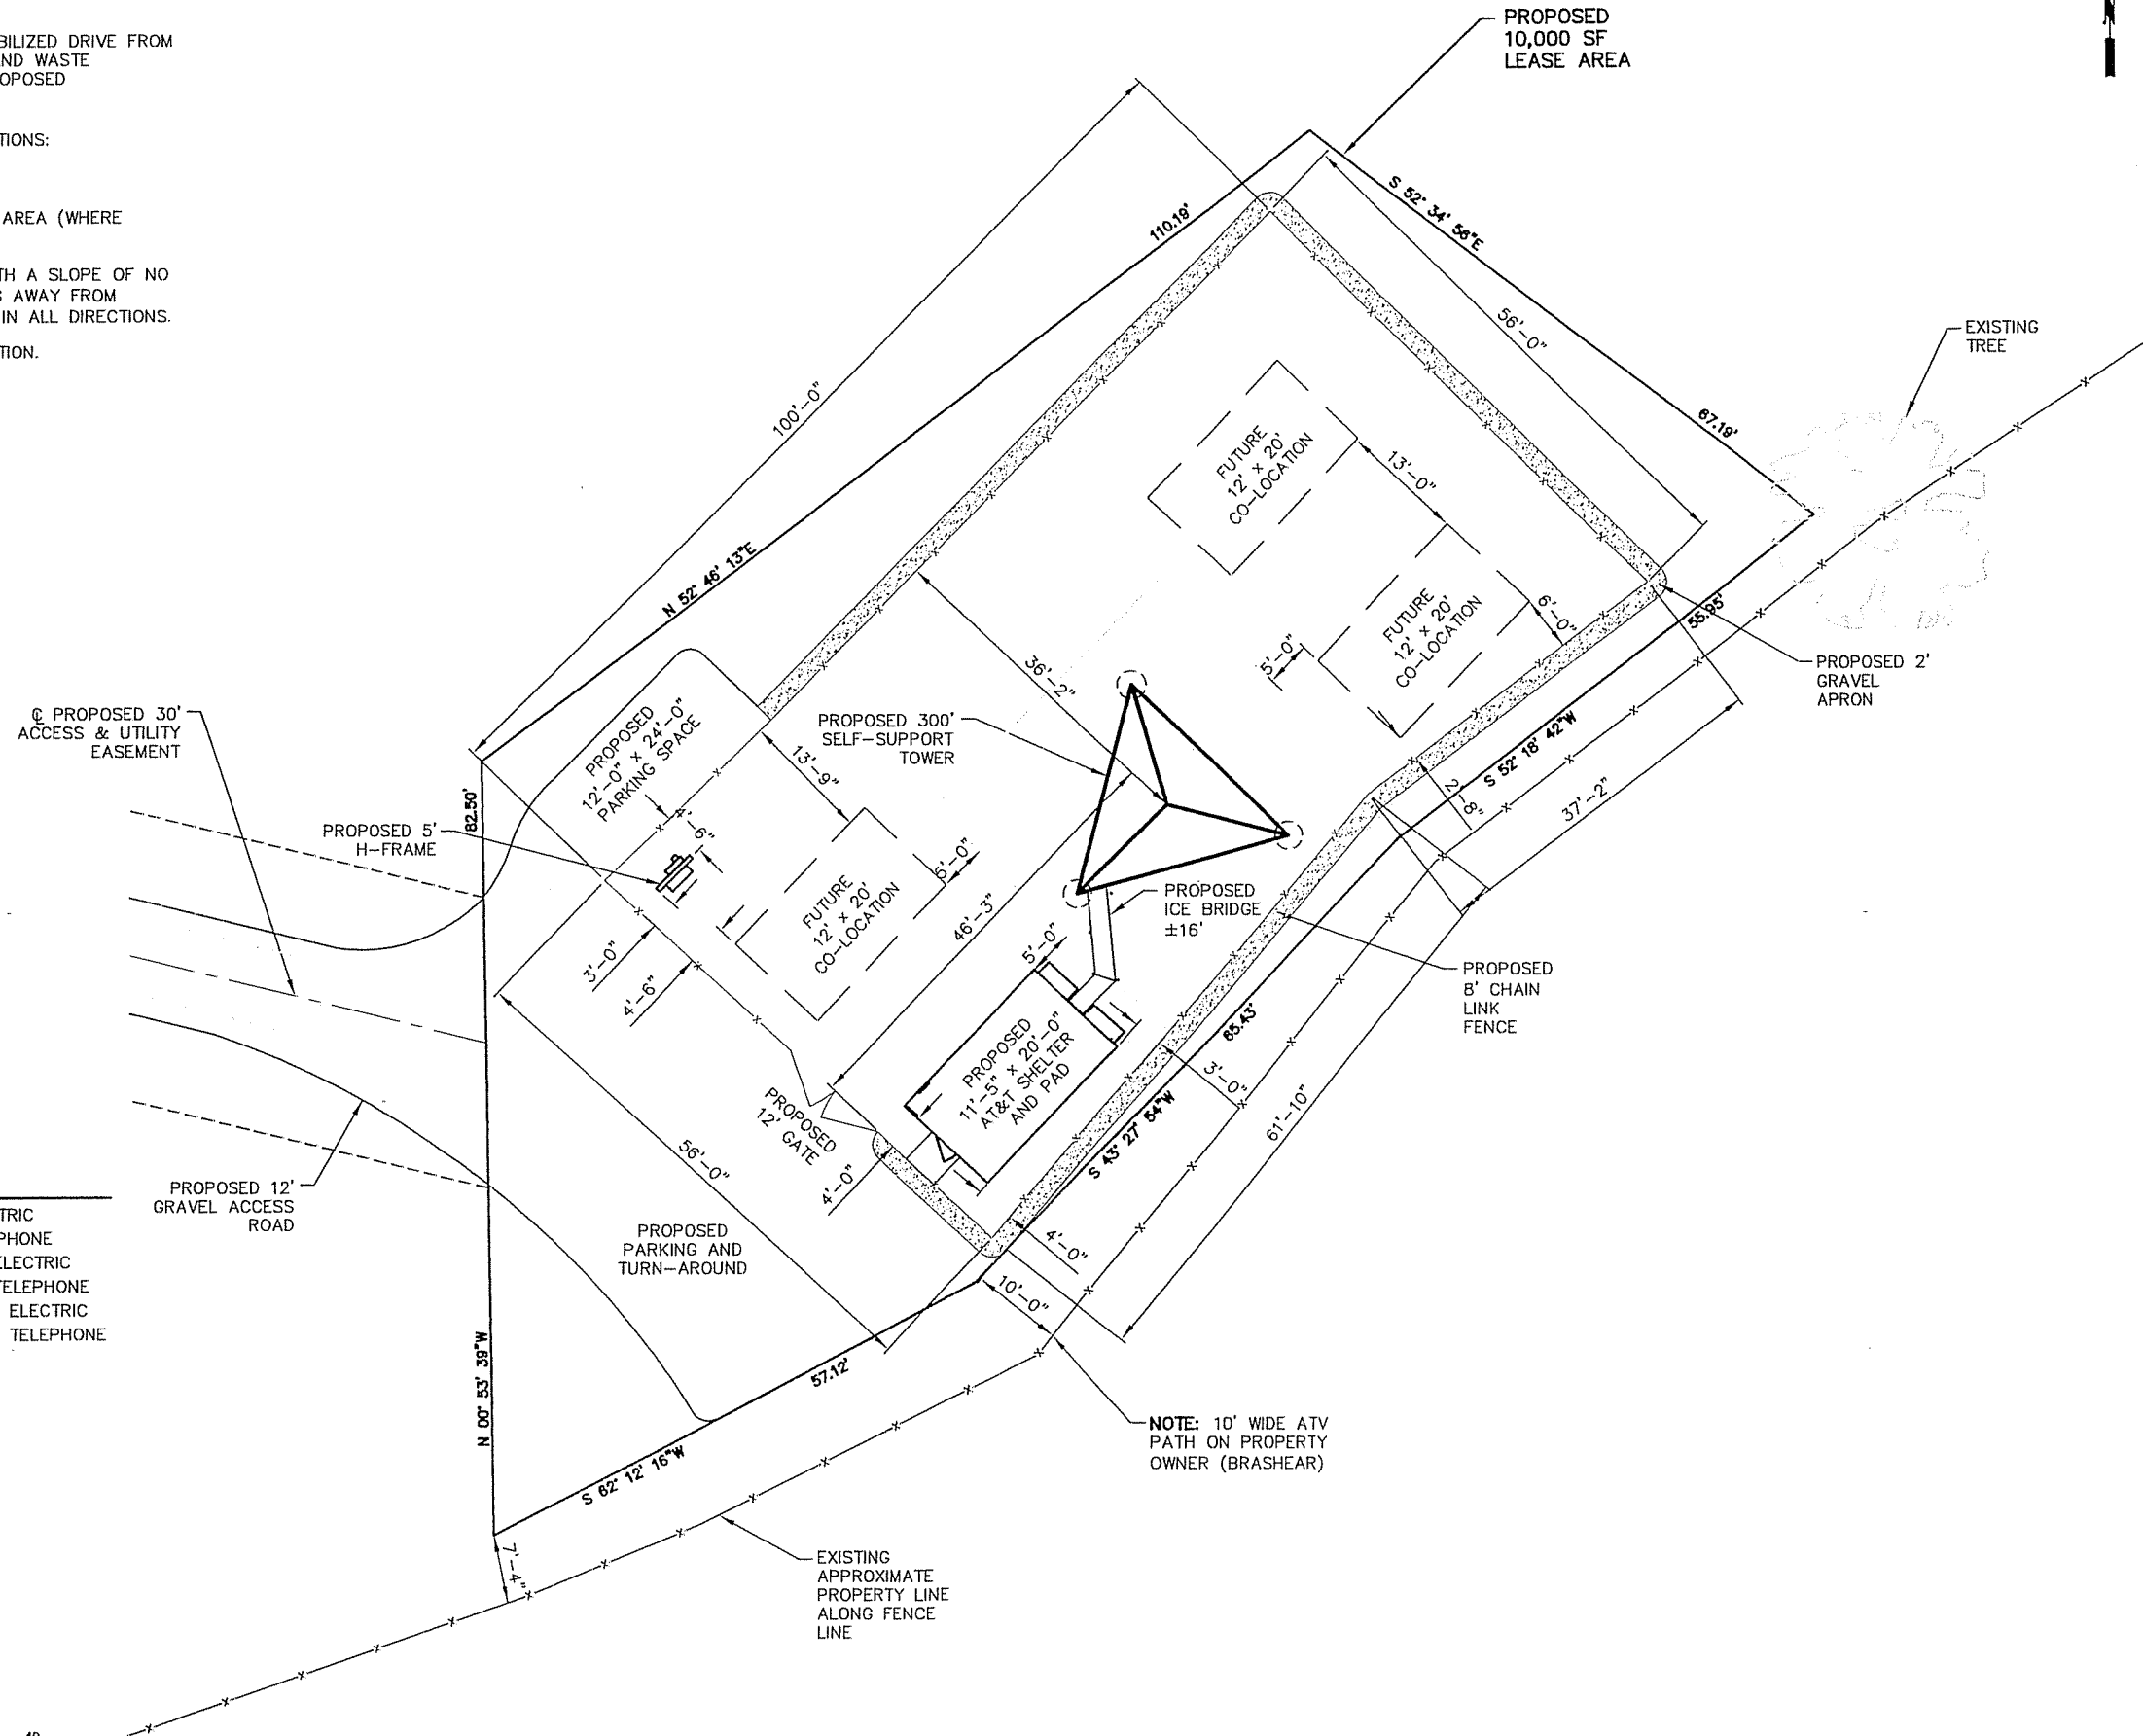 BILIZED DRIVE FROM
ND WASTE
OPOSED
TIONS:
AREA (WHERE
TH A SLOPE OF NO
S AWAY FROM
IN ALL DIRECTIONS.
TION.
N
PROPOSED
10,000 SF
LEASE AREA
S 52° 34' 56"E
67.19'
110.19'
N 52° 46' 13"E
100'-0"
56'-0"
EXISTING
TREE
FUTURE
12' x 20'
CO-LOCATION
13'-0"
FUTURE
12' x 20'
CO-LOCATION
6'-0"
5'-0"
55.95'
S 52° 18' 42"W
PROPOSED 2'
GRAVEL
APRON
2'-8"
37'-2"
36'-2"
PROPOSED 300'
SELF-SUPPORT
TOWER
℄ PROPOSED 30'
ACCESS & UTILITY
EASEMENT
82.50'
PROPOSED
12'-0" x 24'-0"
PARKING SPACE
13'-9"
4'-6"
PROPOSED 5'
H-FRAME
FUTURE
12' x 20'
CO-LOCATION
6'-0"
46'-3"
3'-0"
4'-6"
PROPOSED
ICE BRIDGE
±16'
5'-0"
PROPOSED
11'-5" x 20'-0"
AT&T SHELTER
AND PAD
PROPOSED
8' CHAIN
LINK
FENCE
65.43'
S 43° 27' 54"W
3'-0"
61'-10"
PROPOSED
12' GATE
4'-0"
56'-0"
PROPOSED 12'
GRAVEL ACCESS
ROAD
PROPOSED
PARKING AND
TURN-AROUND
4'-0"
10'-0"
TRIC
PHONE
ELECTRIC
TELEPHONE
ELECTRIC
TELEPHONE
N 00° 53' 39"W
57.12'
S 62° 12' 16"W
NOTE: 10' WIDE ATV
PATH ON PROPERTY
OWNER (BRASHEAR)
7'-4"
EXISTING
APPROXIMATE
PROPERTY LINE
ALONG FENCE
LINE